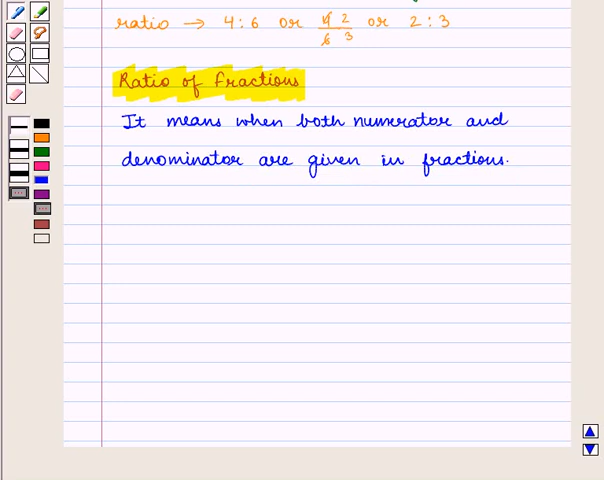 ratio → 4 : 6 or 4̸ 2 / 6̸ 3 or 2 : 3
Ratio of Fractions
It means when both numerator and
denominator are given in fractions.